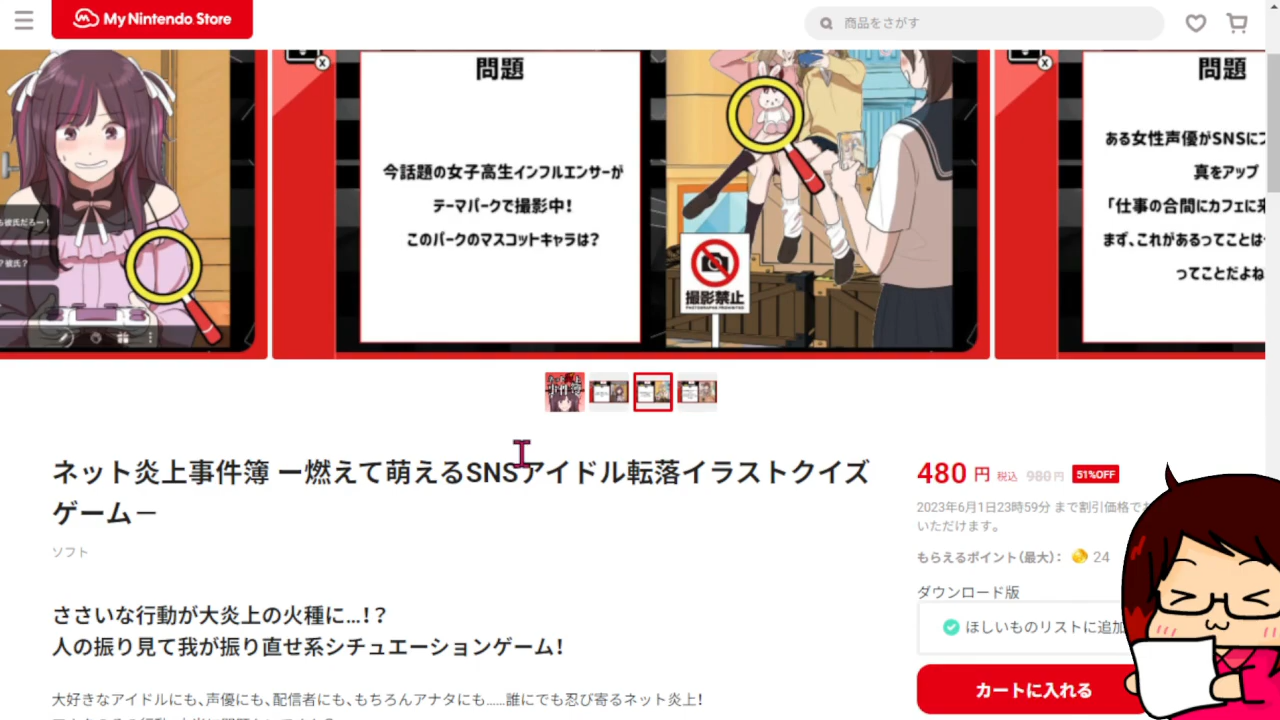 My Nintendo Store
商品をさがす
問題
今話題の女子高生インフルエンサーが
テーマパークで撮影中!
このパークのマスコットキャラは?
撮影禁止
PHOTOGRAPHS PROHIBITED
問題
ある女性声優がSNSに
真をアップ
「仕事の合間にカフェに
まず、これがあるってことは
ってことだよね
彼氏だろー!
?彼氏?
ネット炎上事件簿 ー燃えて萌えるSNSアイドル転落イラストクイズ
ゲームー
ソフト
480 円 税込 980円 51%OFF
2023年6月1日23時59分 まで割引価格で
いただけます。
もらえるポイント(最大): 24
ダウンロード版
ほしいものリストに追加
カートに入れる
ささいな行動が大炎上の火種に…!?
人の振り見て我が振り直せ系シチュエーションゲーム!
大好きなアイドルにも、声優にも、配信者にも、もちろんアナタにも……誰にでも忍び寄るネット炎上!